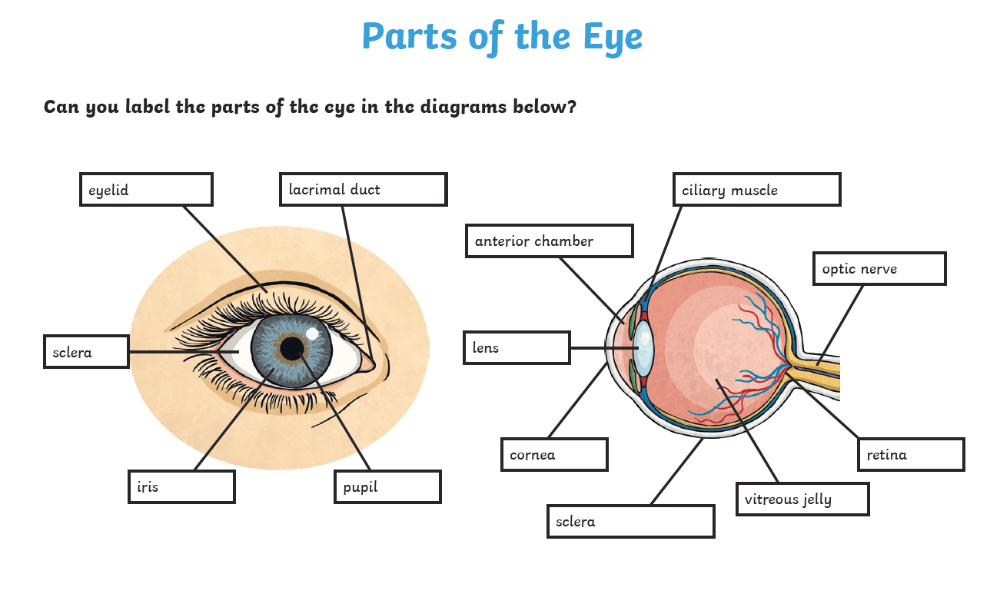 Parts of the Eye
Can you label the parts of the eye in the diagrams below?
eyelid
lacrimal duct
sclera
iris
pupil
ciliary muscle
anterior chamber
optic nerve
lens
cornea
retina
vitreous jelly
sclera